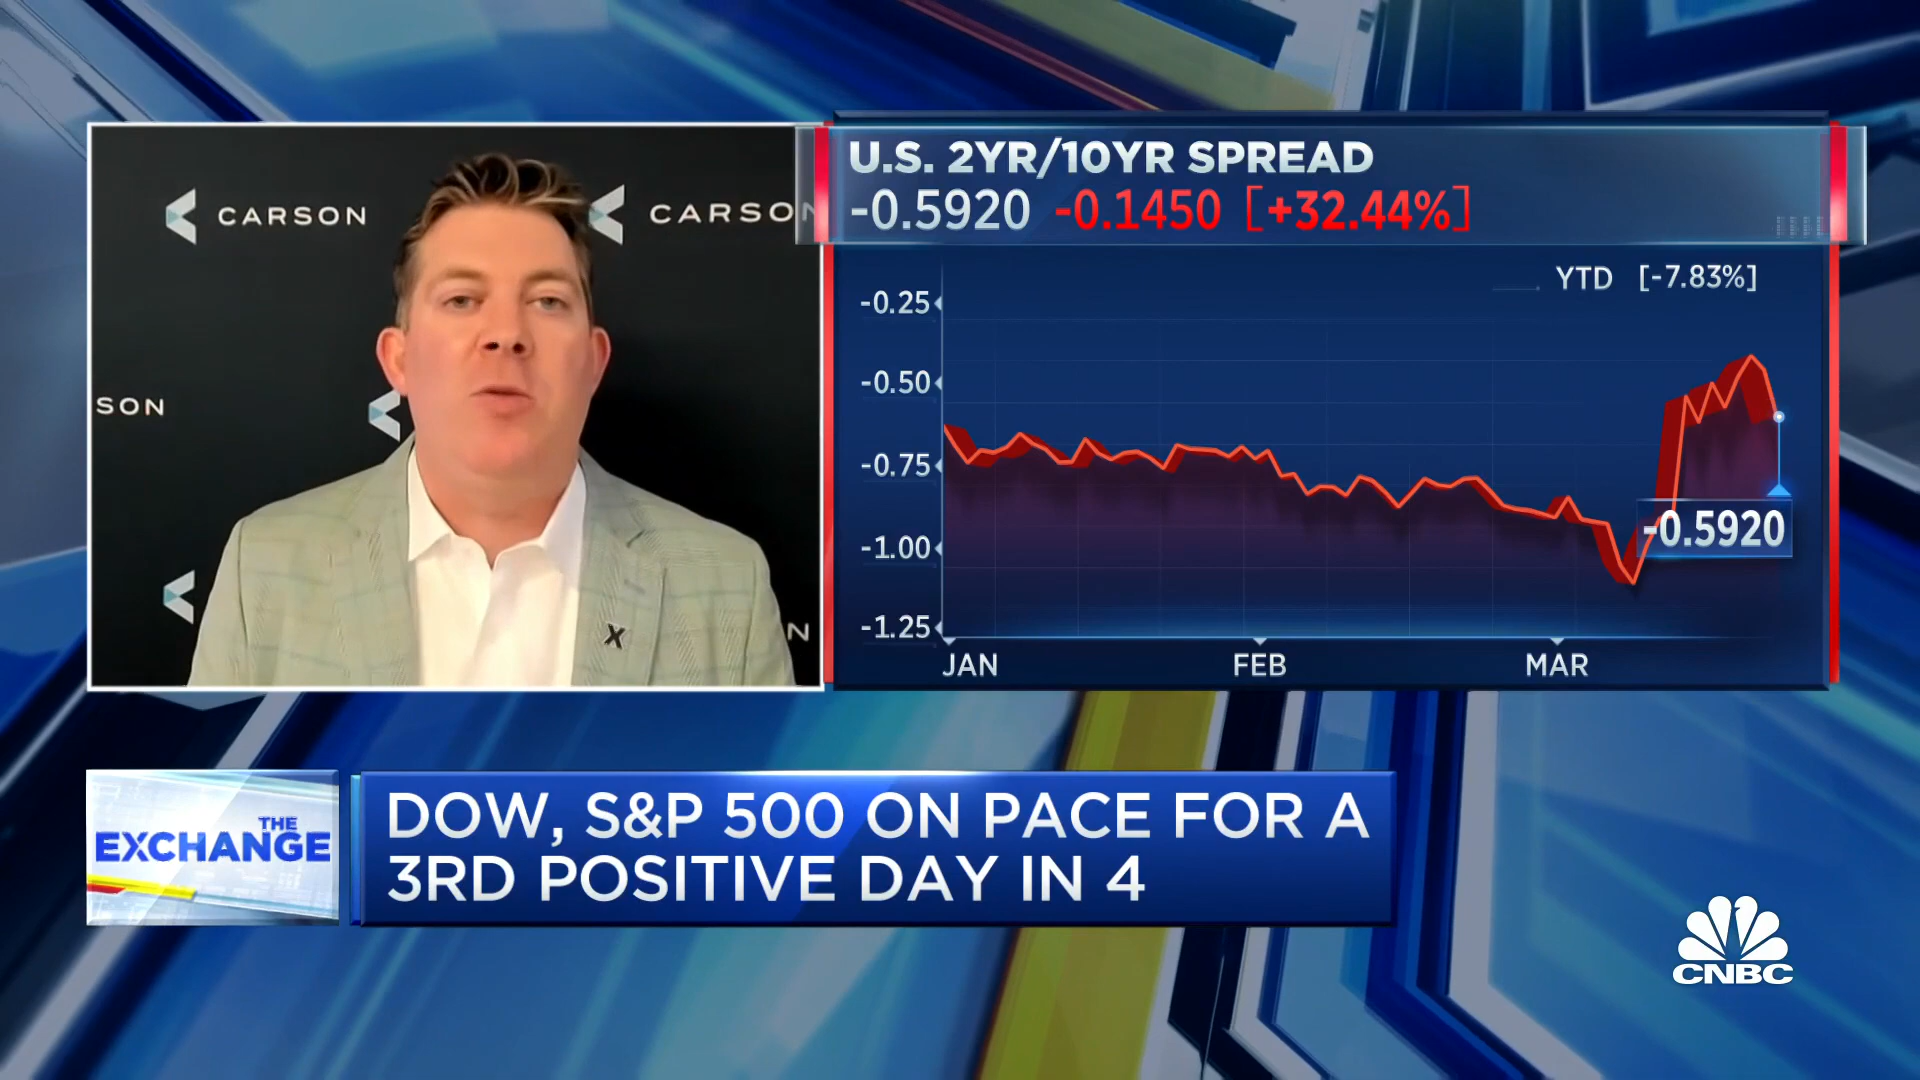 CARSON
CARSO
SON
N
X
U.S. 2YR/10YR SPREAD
-0.5920 -0.1450 [+32.44%]
YTD [-7.83%]
-0.25
-0.50
-0.75
-1.00
-1.25
-0.5920
JAN FEB MAR
THE
EXCHANGE
DOW, S&P 500 ON PACE FOR A
3RD POSITIVE DAY IN 4
CNBC